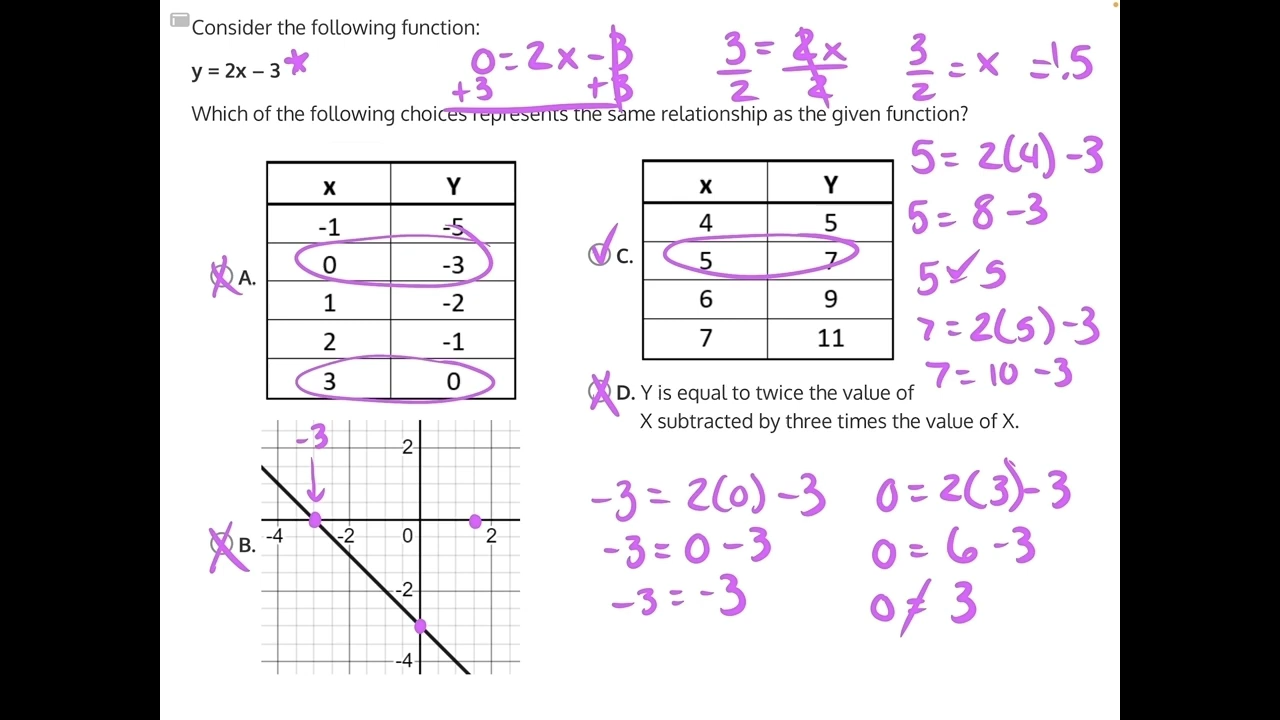 Consider the following function:
y = 2x – 3 *
0 = 2x - 3
+3 +3
3 = 2x
2 2
3 = x = 1.5
2
Which of the following choices represents the same relationship as the given function?
A.
x Y
-1 -5
0 -3
1 -2
2 -1
3 0
C.
x Y
4 5
5 7
6 9
7 11
5 = 2(4) - 3
5 = 8 - 3
5 ✓ 5
7 = 2(5) - 3
7 = 10 - 3
B.
-3
2
-4 -2 0 2
-2
-4
D. Y is equal to twice the value of
X subtracted by three times the value of X.
-3 = 2(0) - 3
-3 = 0 - 3
-3 = -3
0 = 2(3) - 3
0 = 6 - 3
0 ≠ 3